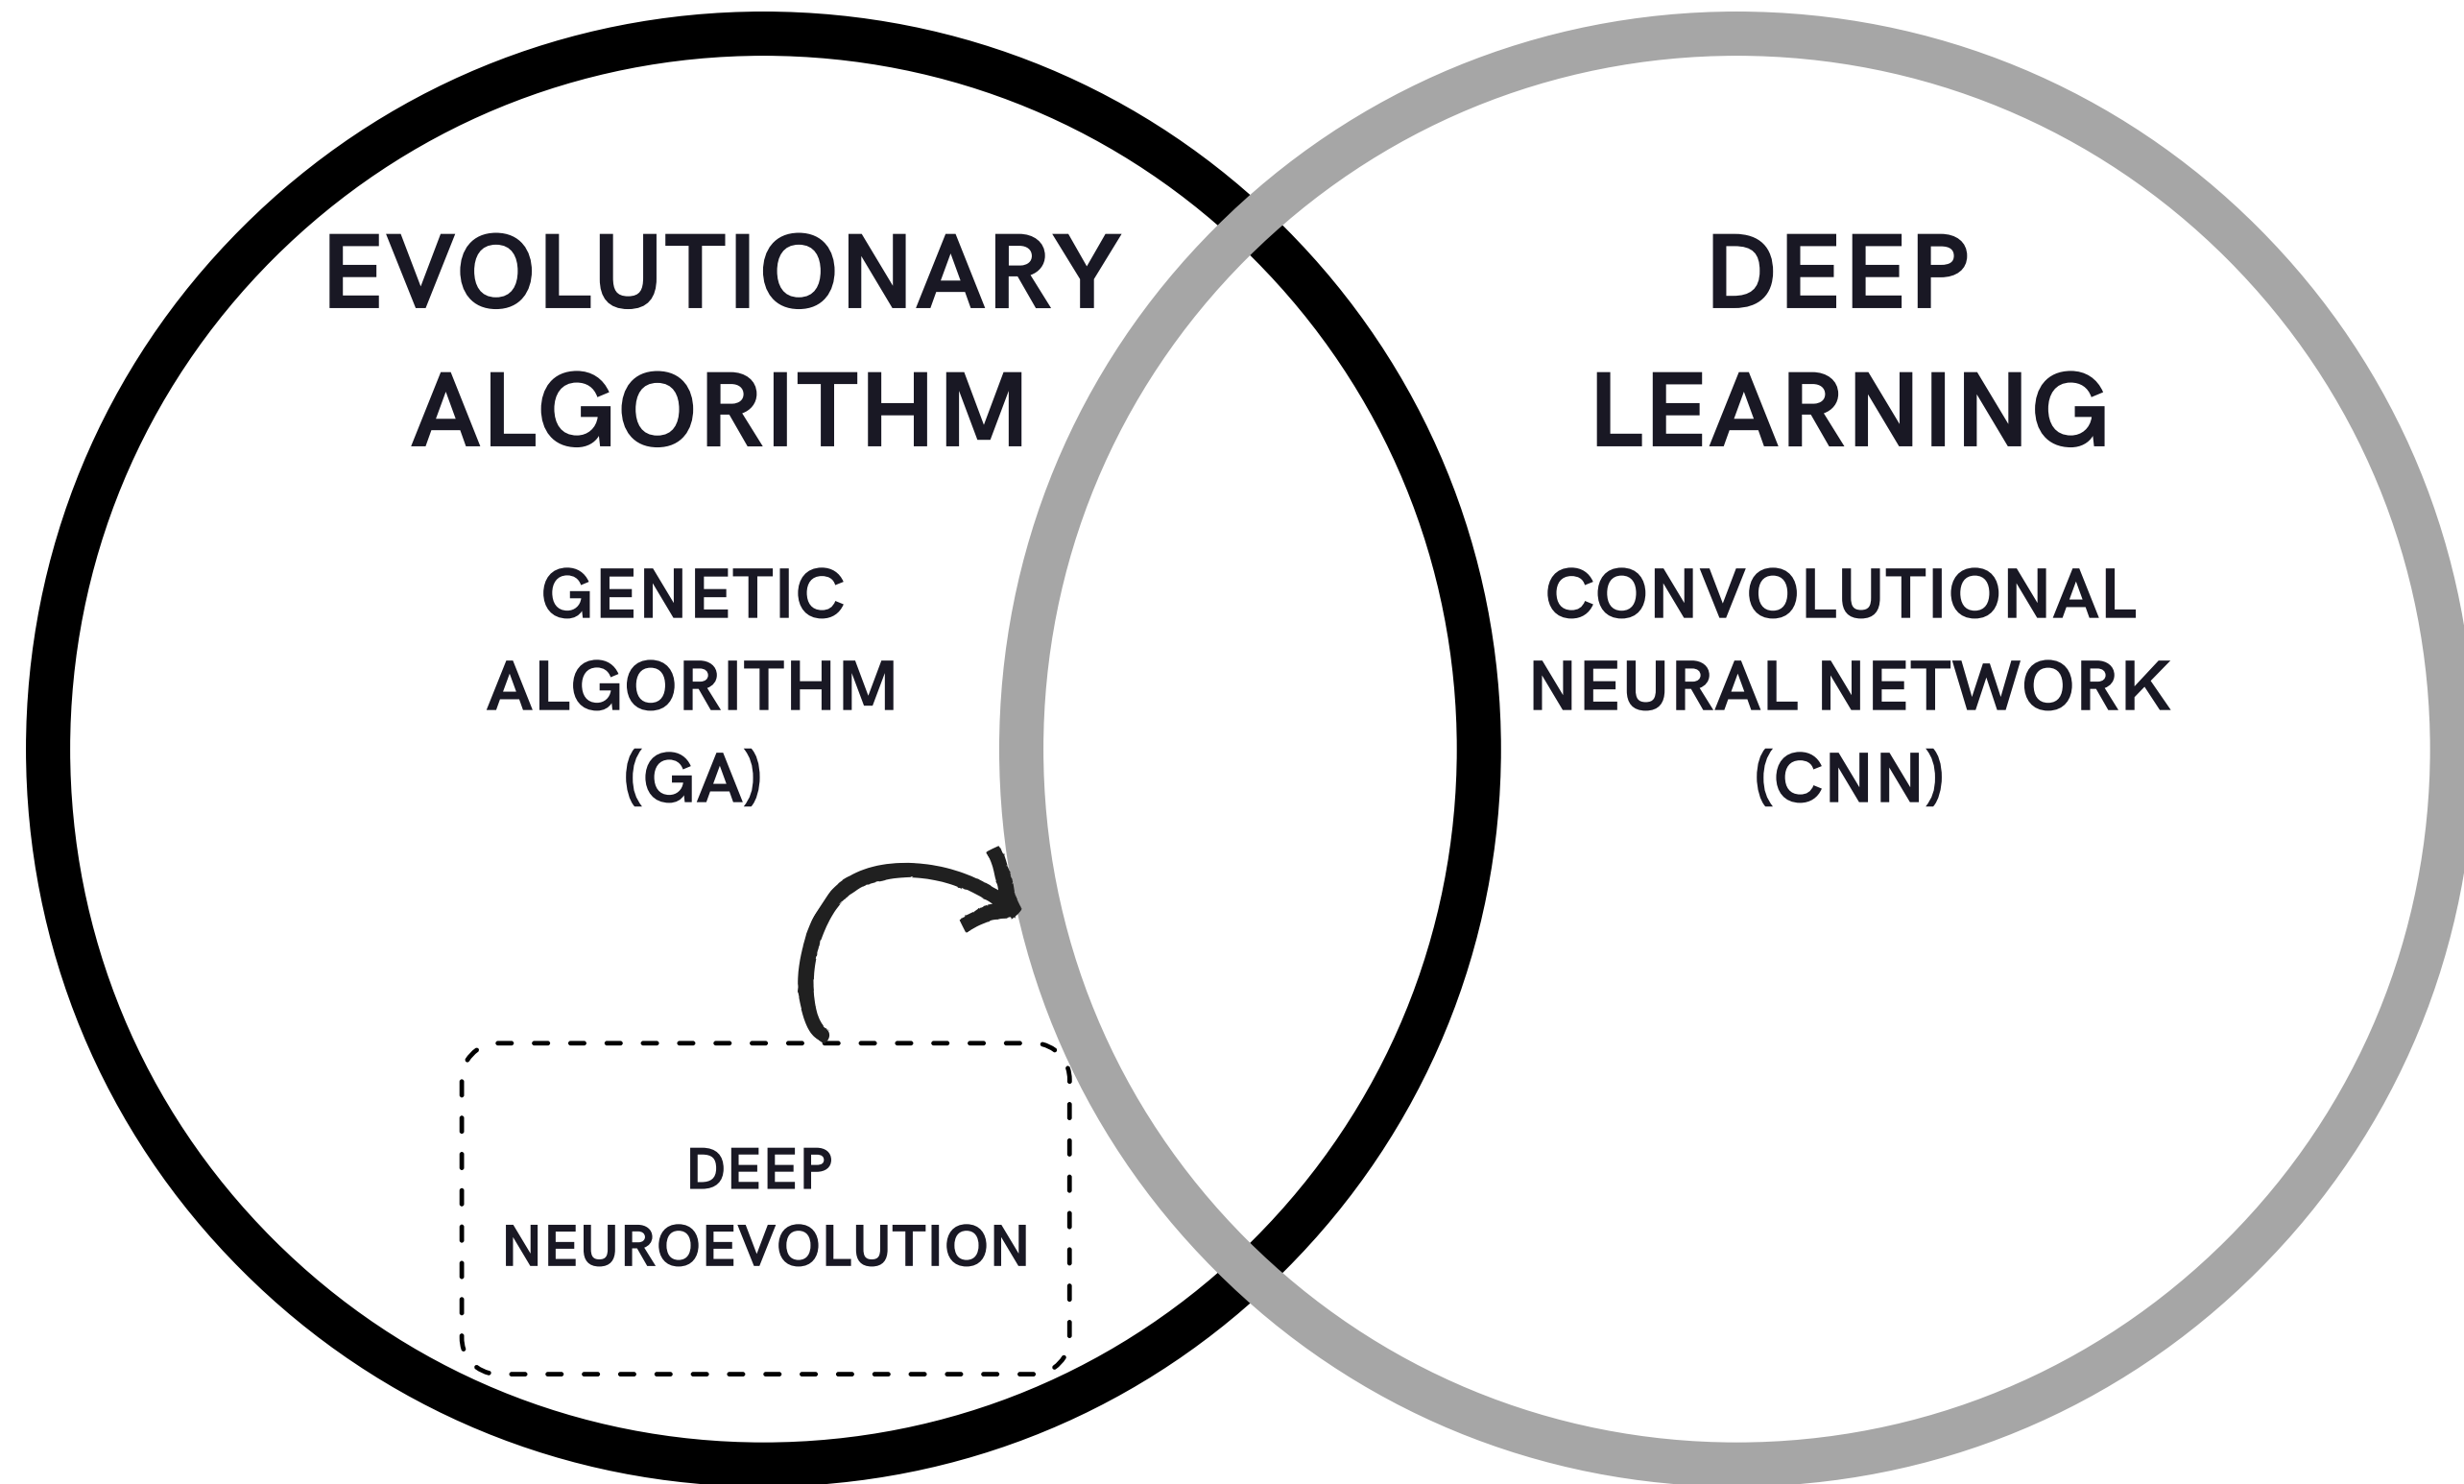 EVOLUTIONARY
ALGORITHM
GENETIC
ALGORITHM
(GA)
DEEP
NEUROEVOLUTION
DEEP
LEARNING
CONVOLUTIONAL
NEURAL NETWORK
(CNN)